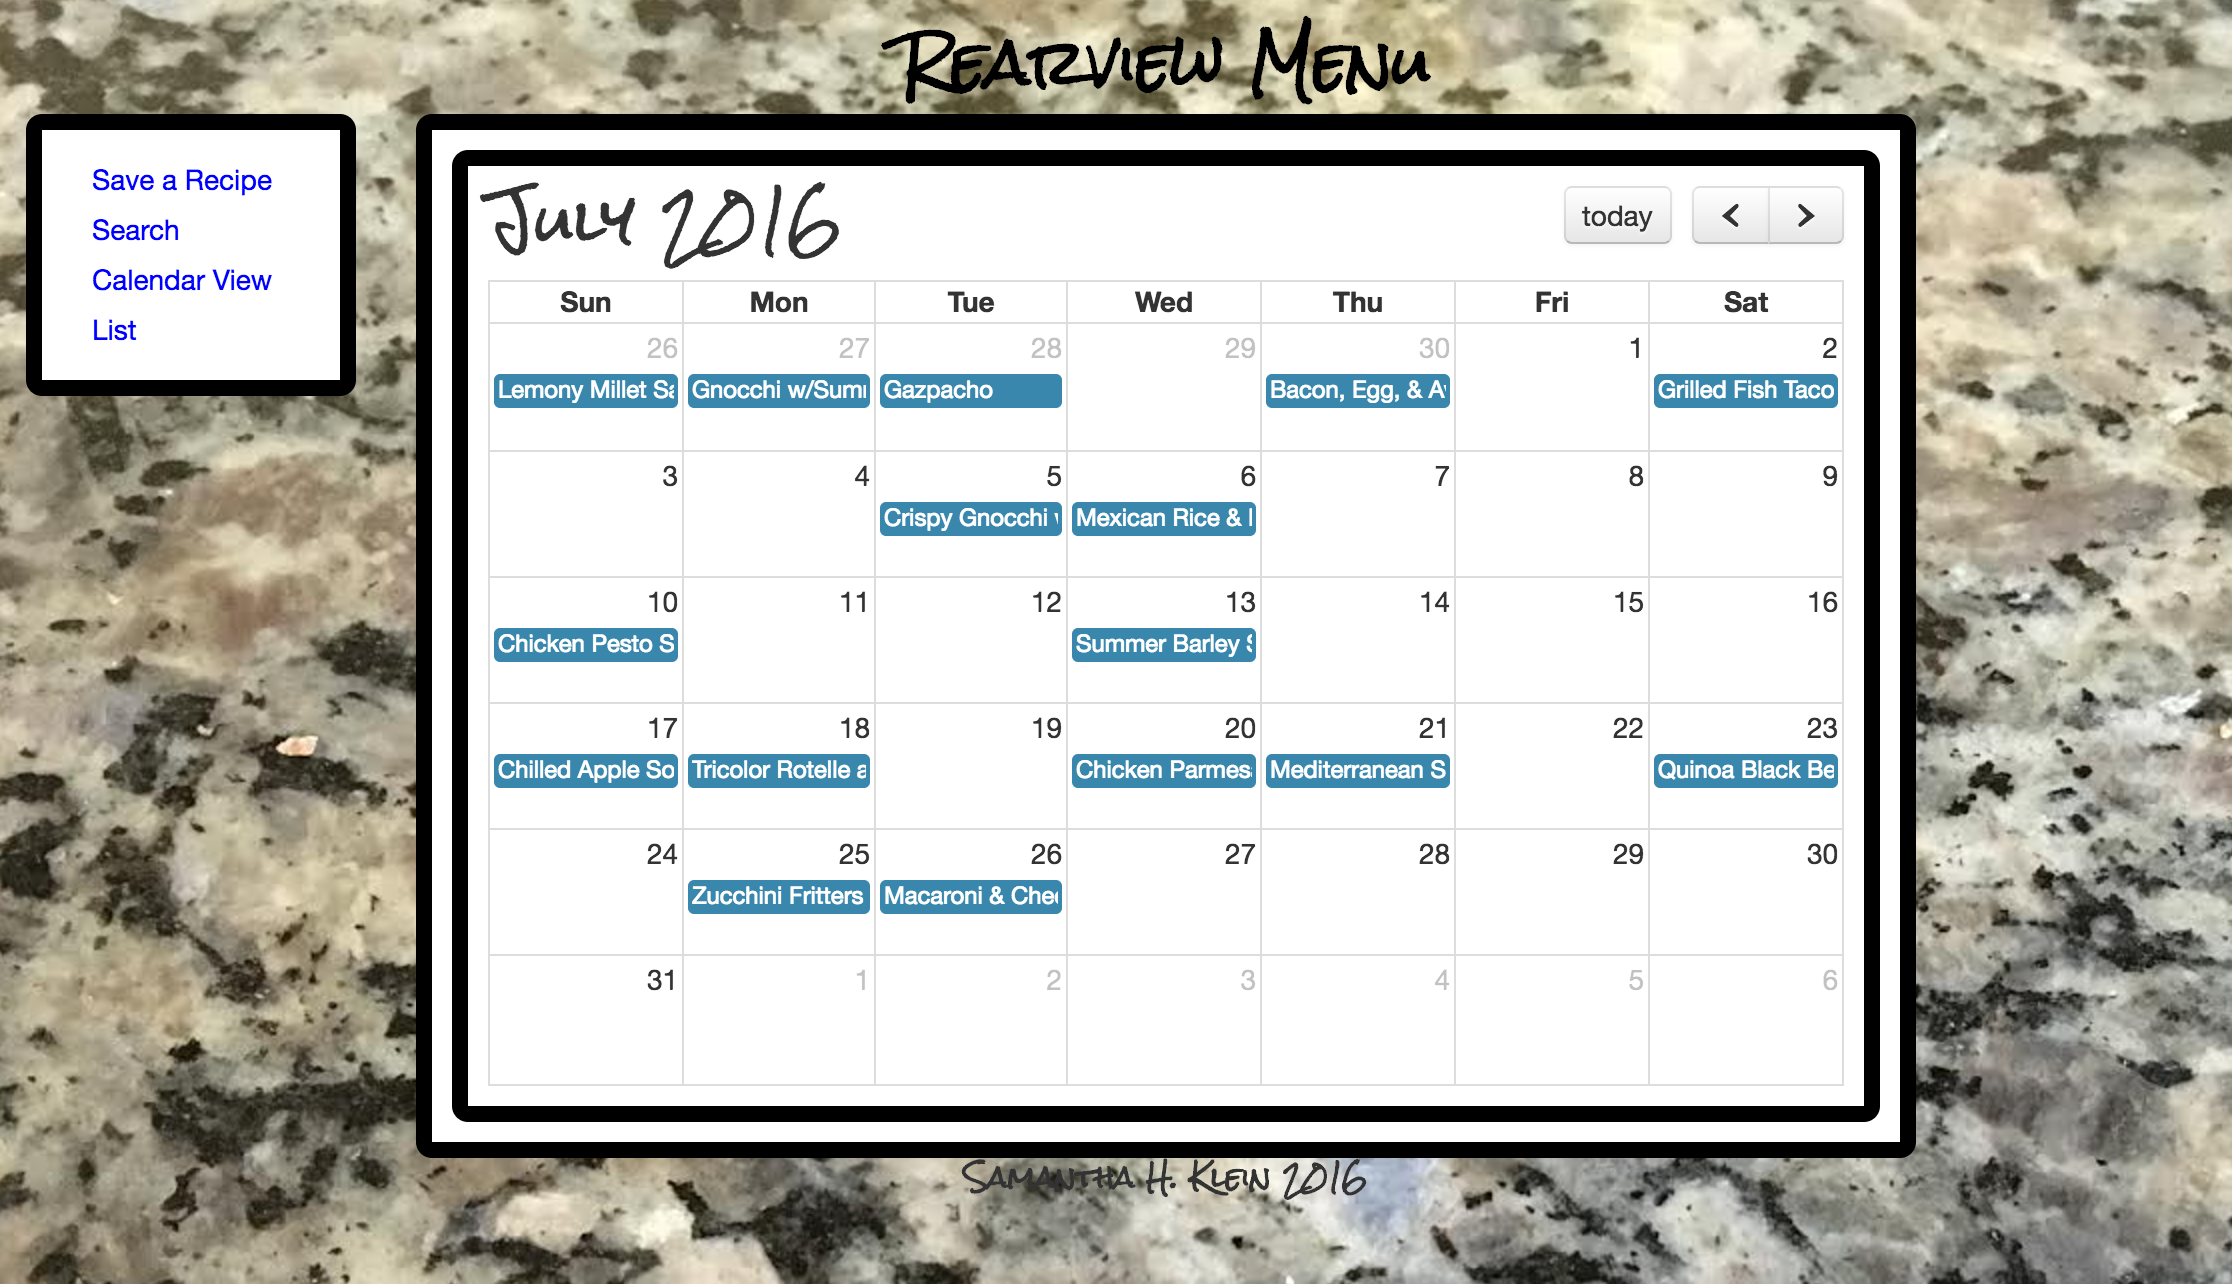 Rearview Menu
Save a Recipe
Search
Calendar View
List
July 2016
today
Sun Mon Tue Wed Thu Fri Sat
26 27 28 29 30 1 2
Lemony Millet Gnocchi Gazpacho Bacon, Egg, & Grilled Fish Taco
3 4 5 6 7 8 9
Crispy Gnocchi Mexican Rice &
10 11 12 13 14 15 16
Chicken Pesto S Summer Barley
17 18 19 20 21 22 23
Chilled Apple So Tricolor Rotelle a Chicken Parmes Mediterranean S Quinoa Black Be
24 25 26 27 28 29 30
Zucchini Fritters Macaroni & Che
31 1 2 3 4 5 6
Samantha H. Klein 2016